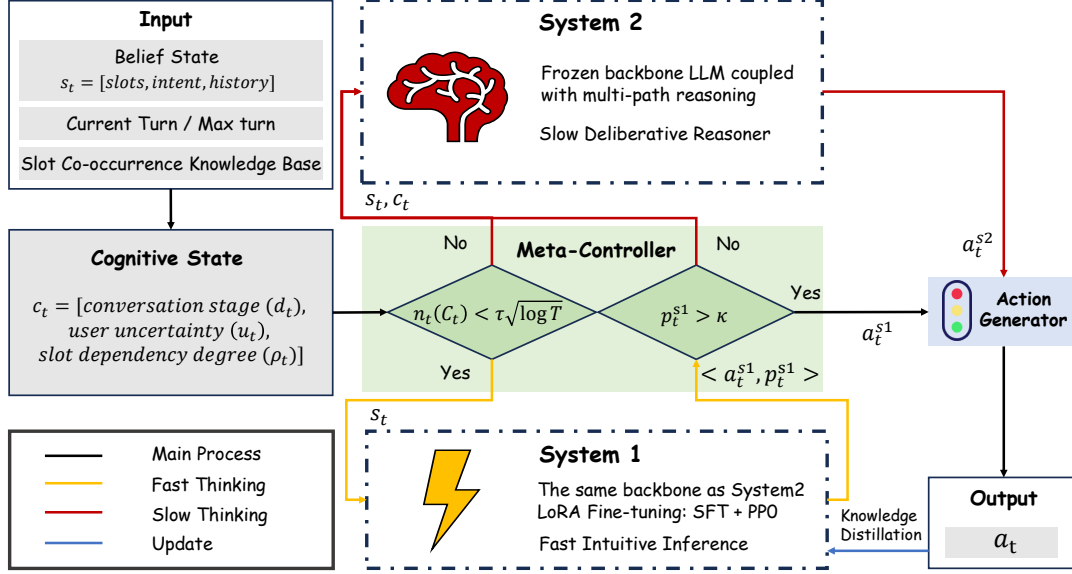 Input
Belief State
s_t = [slots, intent, history]
Current Turn / Max turn
Slot Co-occurrence Knowledge Base
System 2
Frozen backbone LLM coupled
with multi-path reasoning
Slow Deliberative Reasoner
s_t, c_t
Cognitive State
c_t = [conversation stage (d_t),
user uncertainty (u_t),
slot dependency degree (ρ_t)]
No
Meta-Controller
No
n_t(C_t) < τ√log T
p_t^{s1} > κ
Yes
Yes
a_t^{s1}
a_t^{s2}
Action
Generator
< a_t^{s1}, p_t^{s1} >
s_t
Main Process
Fast Thinking
Slow Thinking
Update
System 1
The same backbone as System2
LoRA Fine-tuning: SFT + PPO
Fast Intuitive Inference
Knowledge
Distillation
Output
a_t